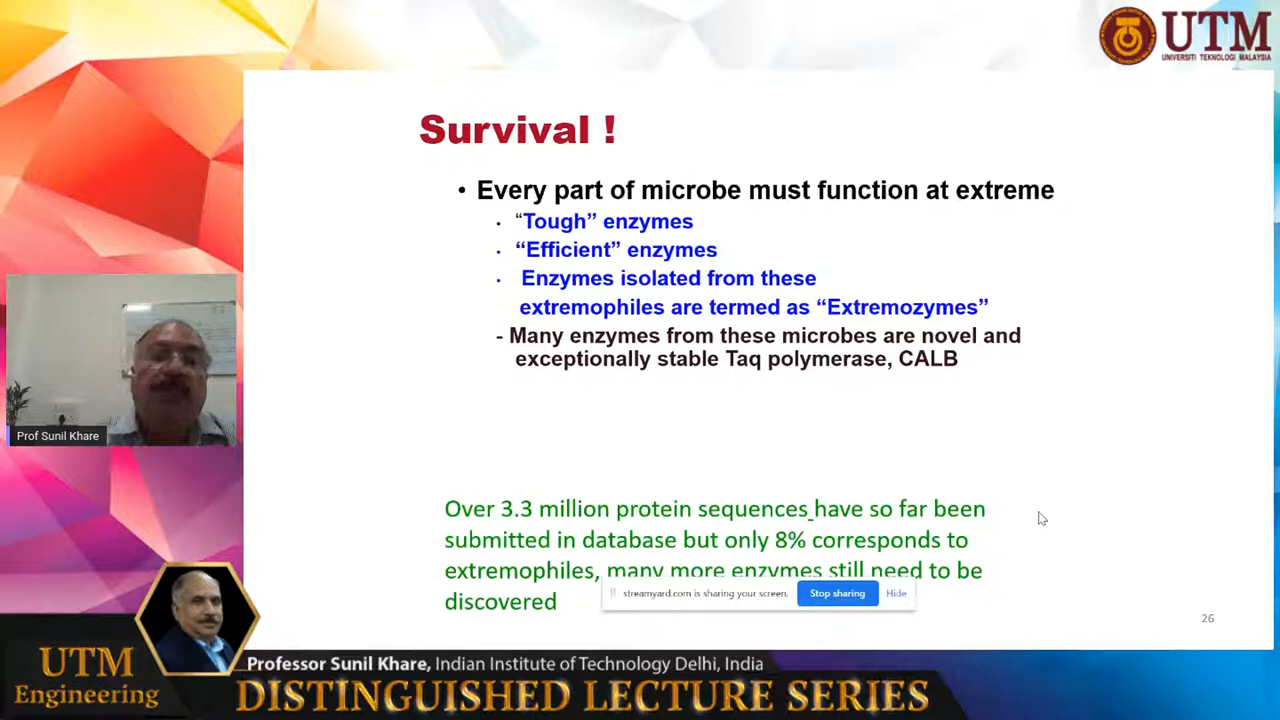 UTM
UNIVERSITI TEKNOLOGI MALAYSIA
Survival !
• Every part of microbe must function at extreme
• “Tough” enzymes
• “Efficient” enzymes
• Enzymes isolated from these
extremophiles are termed as “Extremozymes”
- Many enzymes from these microbes are novel and
exceptionally stable Taq polymerase, CALB
Prof Sunil Khare
Over 3.3 million protein sequences have so far been
submitted in database but only 8% corresponds to
extremophiles, many more enzymes still need to be
discovered
streamyard.com is sharing your screen.
Stop sharing
Hide
26
UTM
Engineering
Professor Sunil Khare, Indian Institute of Technology Delhi, India
DISTINGUISHED LECTURE SERIES